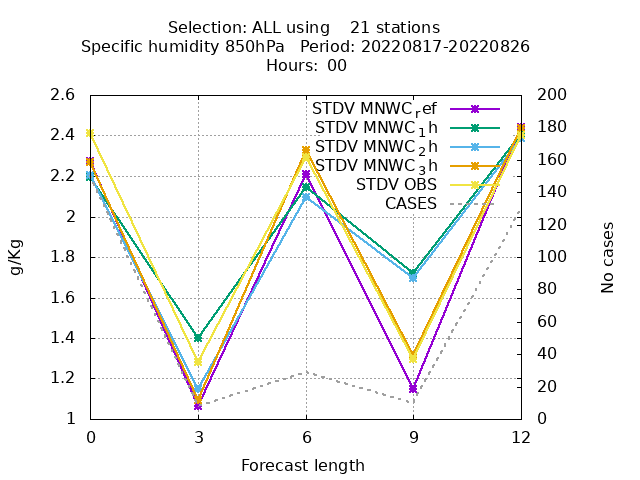 Selection: ALL using    21 stations
Specific humidity 850hPa   Period: 20220817-20220826
Hours: 00
STDV MNWC_ref
STDV MNWC_1h
STDV MNWC_2h
STDV MNWC_3h
STDV OBS
CASES
g/Kg
2.6
2.4
2.2
2
1.8
1.6
1.4
1.2
1
200
180
160
140
120
100
80
60
40
20
0
No cases
0 3 6 9 12
Forecast length